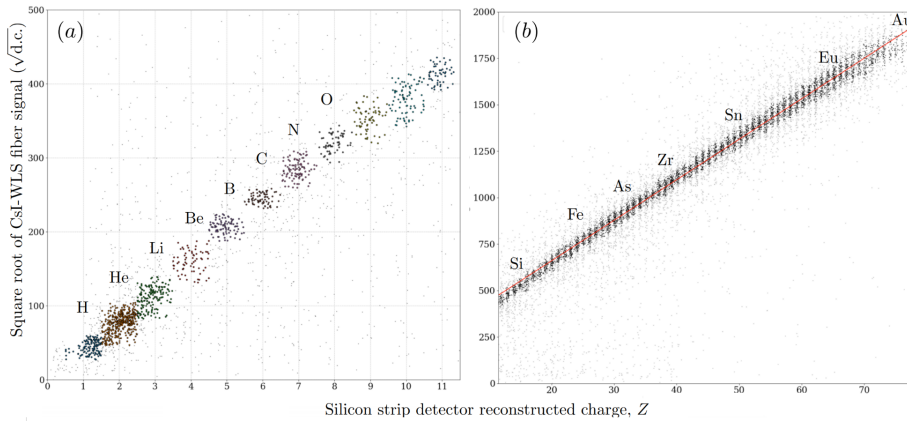 (a)
Square root of CsI-WLS fiber signal (√d.c.)
500
400
300
200
100
0
H
He
Li
Be
B
C
N
O
0 1 2 3 4 5 6 7 8 9 10 11
(b)
2000
1750
1500
1250
1000
750
500
250
0
Si
Fe
As
Zr
Sn
Eu
Au
20 30 40 50 60 70
Silicon strip detector reconstructed charge, Z